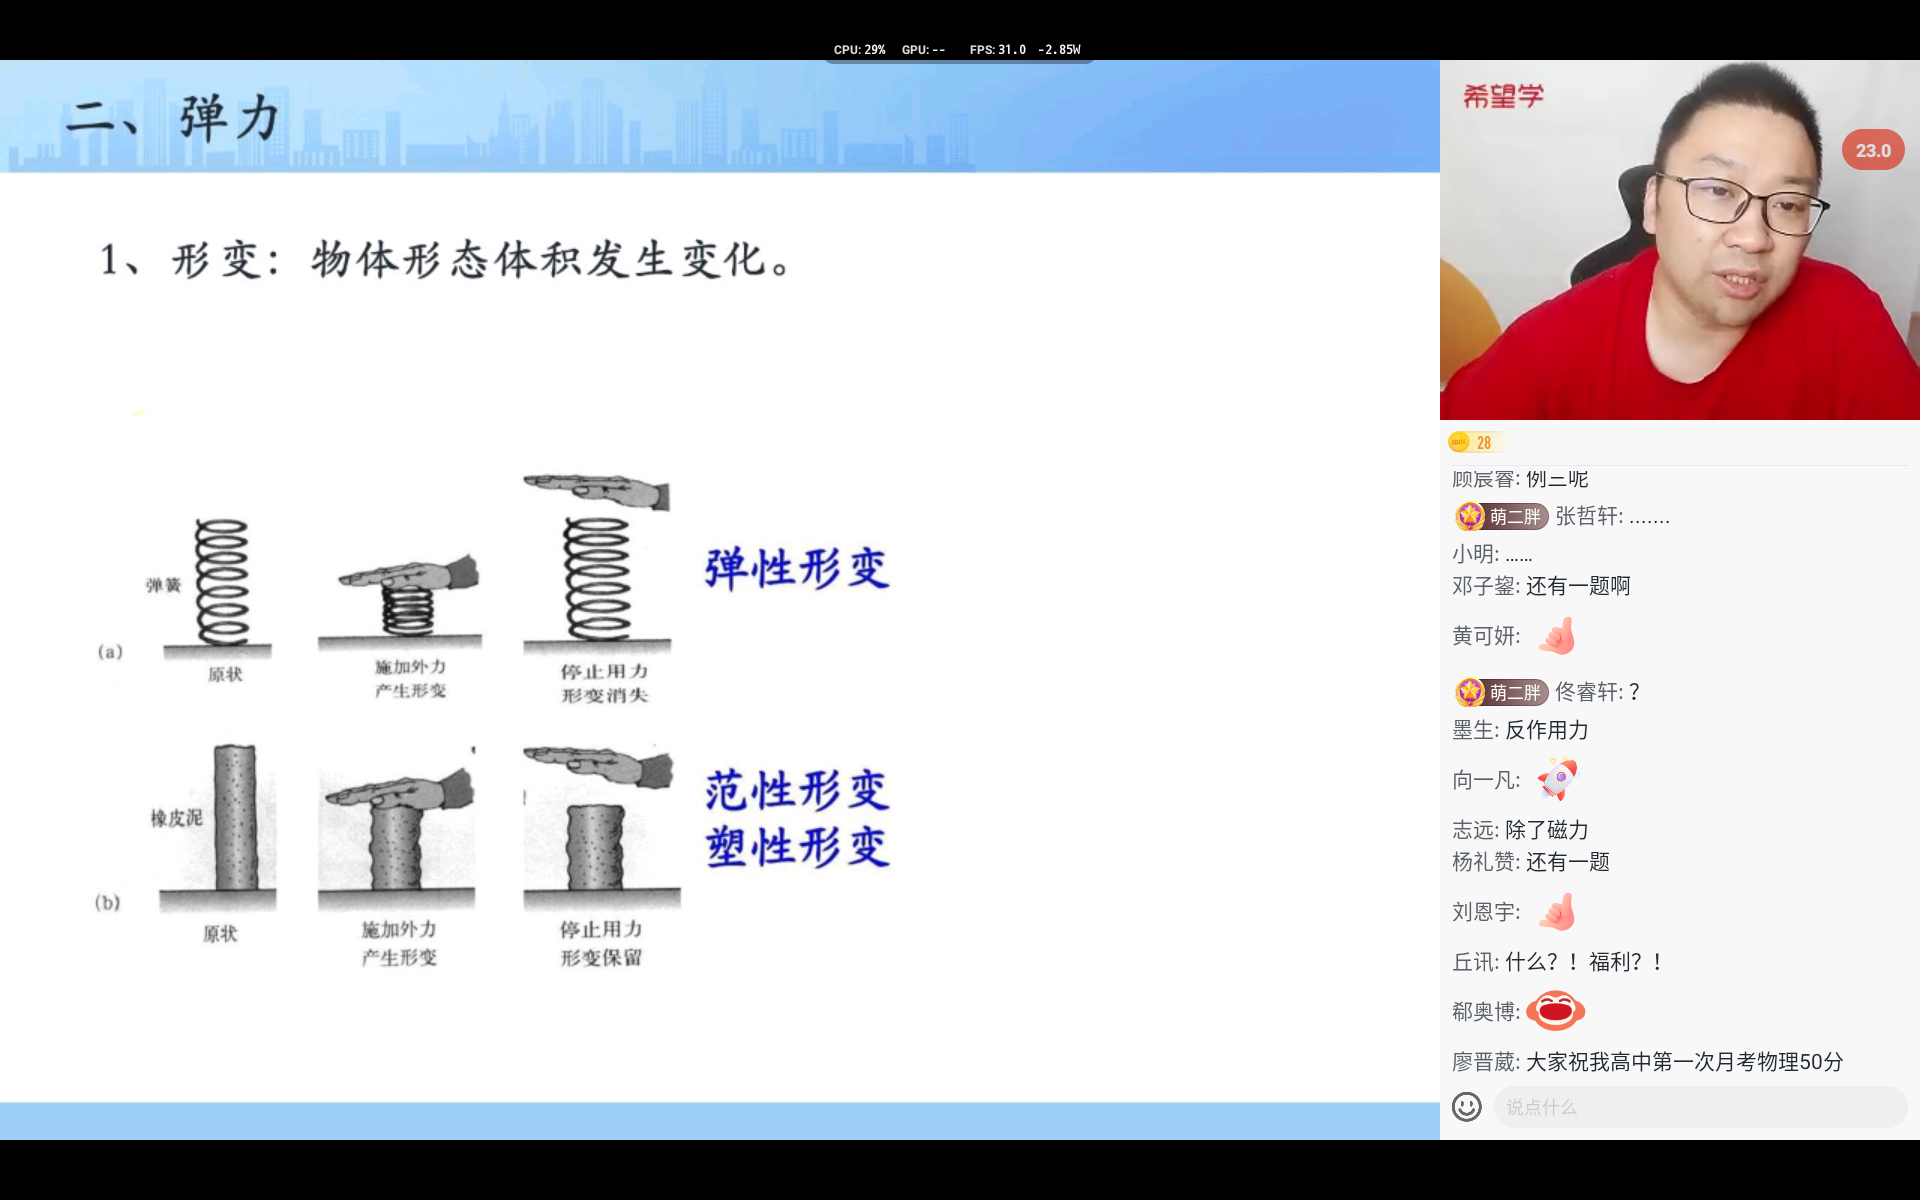 CPU: 29% GPU: -- FPS: 31.0 -2.85W
二、弹力
1、形变：物体形态体积发生变化。
弹簧
(a)
原状
施加外力
产生形变
停止用力
形变消失
弹性形变
橡皮泥
(b)
原状
施加外力
产生形变
停止用力
形变保留
范性形变
塑性形变
希望学
23.0
28
顾宸睿: 例三呢
萌二胖 张哲轩: .......
小明: ……
邓子鋆: 还有一题啊
黄可妍:
萌二胖 佟睿轩: ？
墨生: 反作用力
向一凡:
志远: 除了磁力
杨礼赞: 还有一题
刘恩宇:
丘讯: 什么？！福利？！
郗奥博:
廖晋葳: 大家祝我高中第一次月考物理50分
说点什么